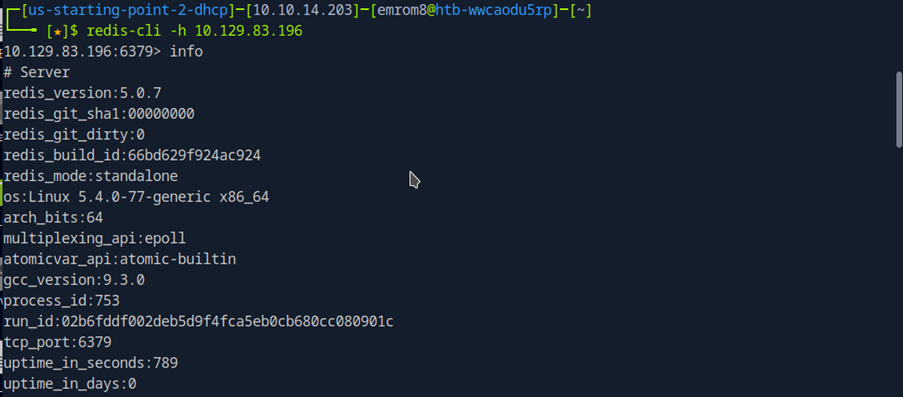 [us-starting-point-2-dhcp]─[10.10.14.203]─[emrom8@htb-wwcaodu5rp]─[~]
[★]$ redis-cli -h 10.129.83.196
10.129.83.196:6379> info
# Server
redis_version:5.0.7
redis_git_sha1:00000000
redis_git_dirty:0
redis_build_id:66bd629f924ac924
redis_mode:standalone
os:Linux 5.4.0-77-generic x86_64
arch_bits:64
multiplexing_api:epoll
atomicvar_api:atomic-builtin
gcc_version:9.3.0
process_id:753
run_id:02b6fddf002deb5d9f4fca5eb0cb680cc080901c
tcp_port:6379
uptime_in_seconds:789
uptime_in_days:0